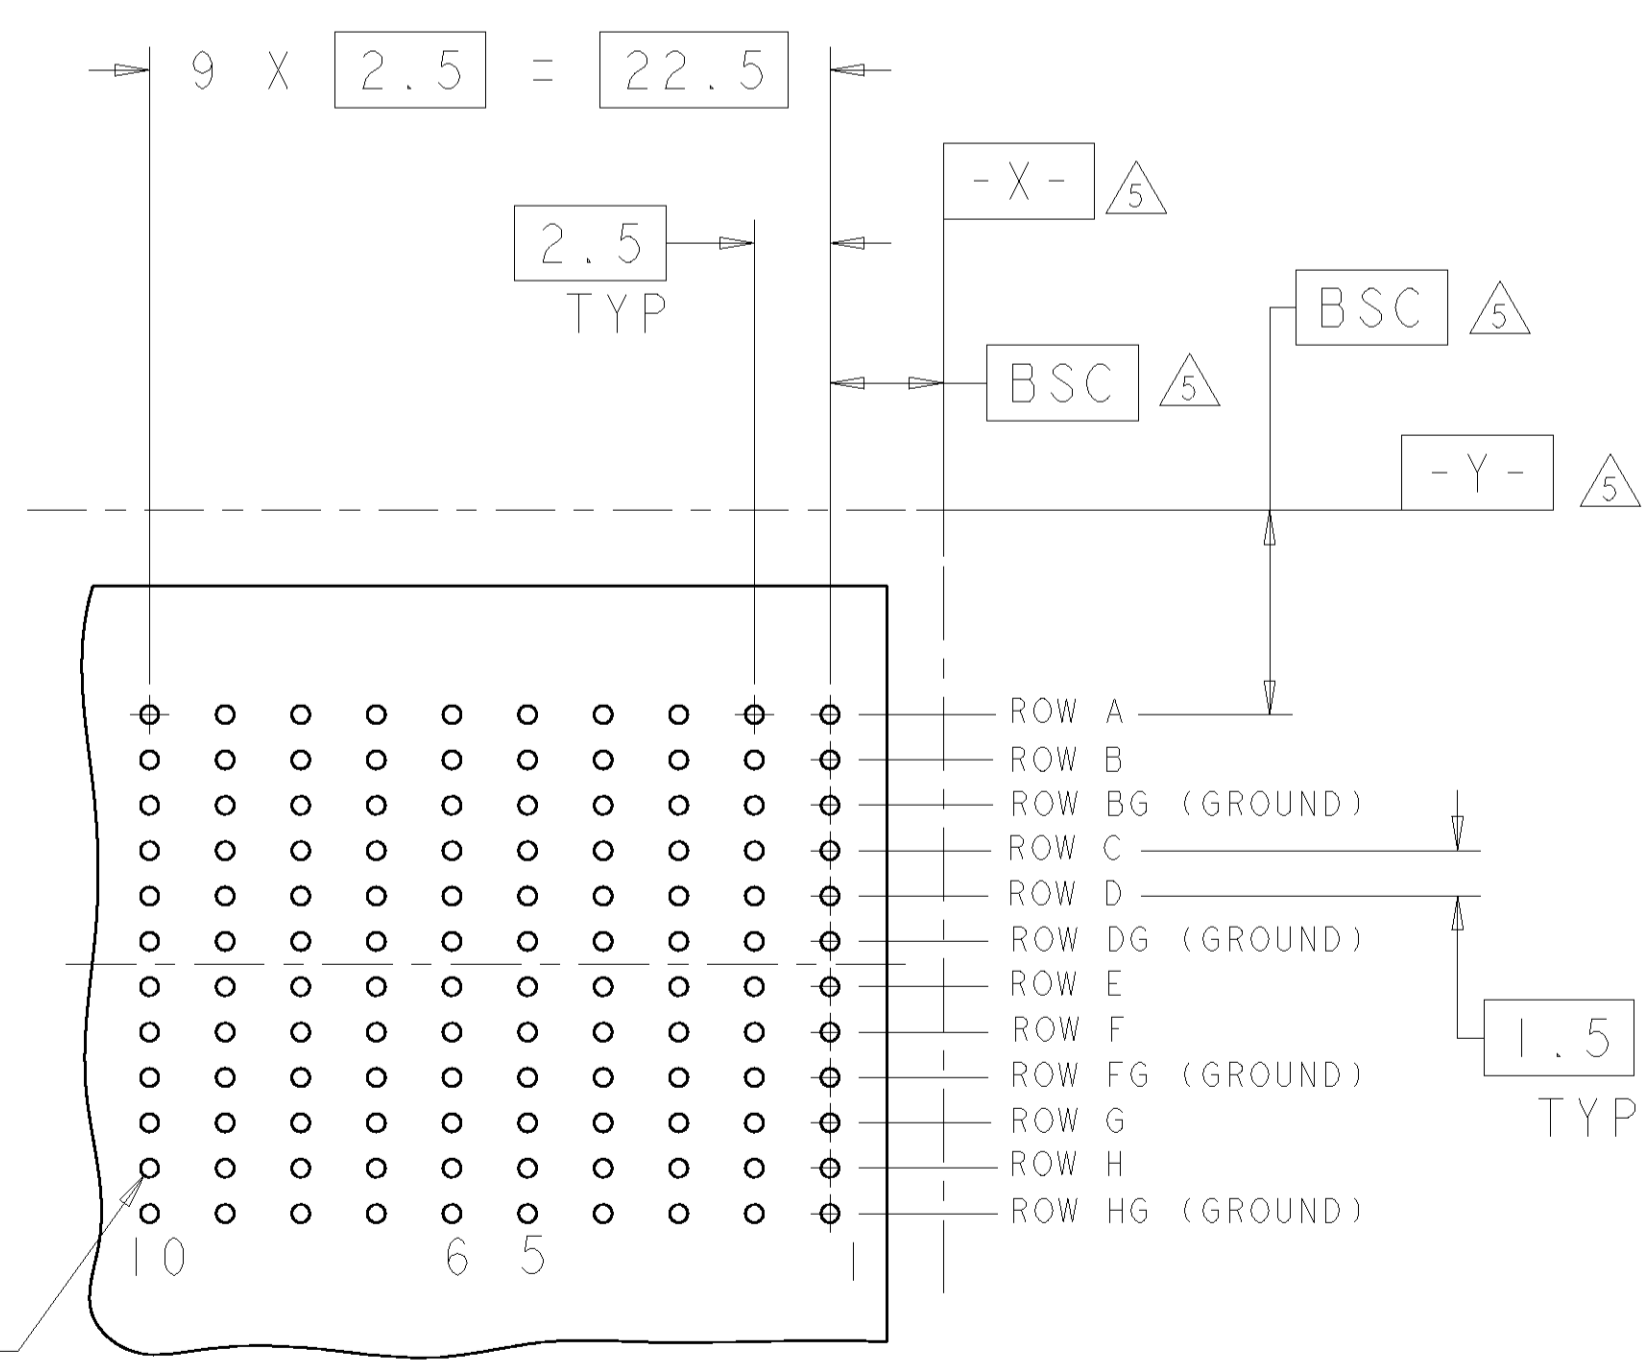 9 X 2.5 = 22.5
-X- 5
2.5
TYP
BSC 5
BSC 5
-Y- 5
ROW A
ROW B
ROW BG (GROUND)
ROW C
ROW D
ROW DG (GROUND)
ROW E
ROW F
1.5
TYP
ROW FG (GROUND)
ROW G
ROW H
ROW HG (GROUND)
10 6 5 1